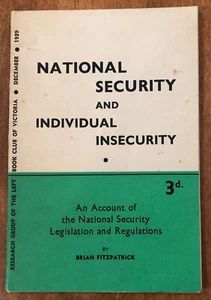 NATIONAL
SECURITY
AND
INDIVIDUAL
INSECURITY
•
3d.
An Account of
the National Security
Legislation and Regulations
BY
BRIAN FITZPATRICK
RESEARCH GROUP OF THE LEFT BOOK CLUB OF VICTORIA • DECEMBER • 1939